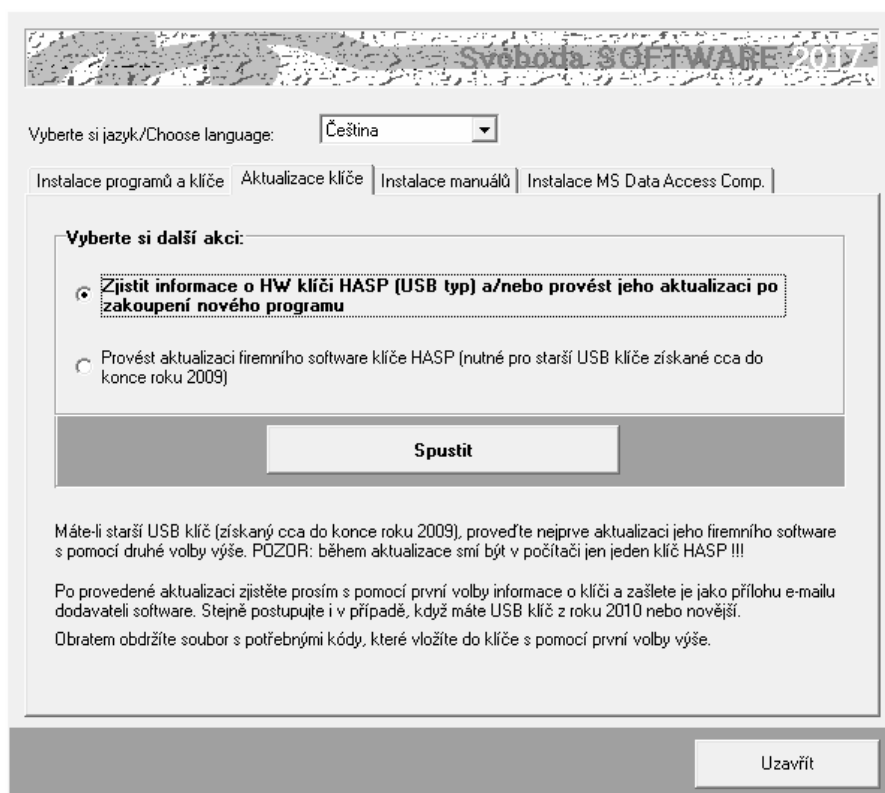 Svoboda SOFTWARE 2017
Vyberte si jazyk/Choose language:
Čeština
Instalace programů a klíče
Aktualizace klíče
Instalace manuálů
Instalace MS Data Access Comp.
Vyberte si další akci:
Zjistit informace o HW klíči HASP (USB typ) a/nebo provést jeho aktualizaci po
zakoupení nového programu
Provést aktualizaci firemního software klíče HASP (nutné pro starší USB klíče získané cca do
konce roku 2009)
Spustit
Máte-li starší USB klíč (získaný cca do konce roku 2009), proveďte nejprve aktualizaci jeho firemního software
s pomocí druhé volby výše. POZOR: během aktualizace smí být v počítači jen jeden klíč HASP !!!
Po provedené aktualizaci zjistěte prosím s pomocí první volby informace o klíči a zašlete je jako přílohu e-mailu
dodavateli software. Stejně postupujte i v případě, když máte USB klíč z roku 2010 nebo novější.
Obratem obdržíte soubor s potřebnými kódy, které vložíte do klíče s pomocí první volby výše.
Uzavřít